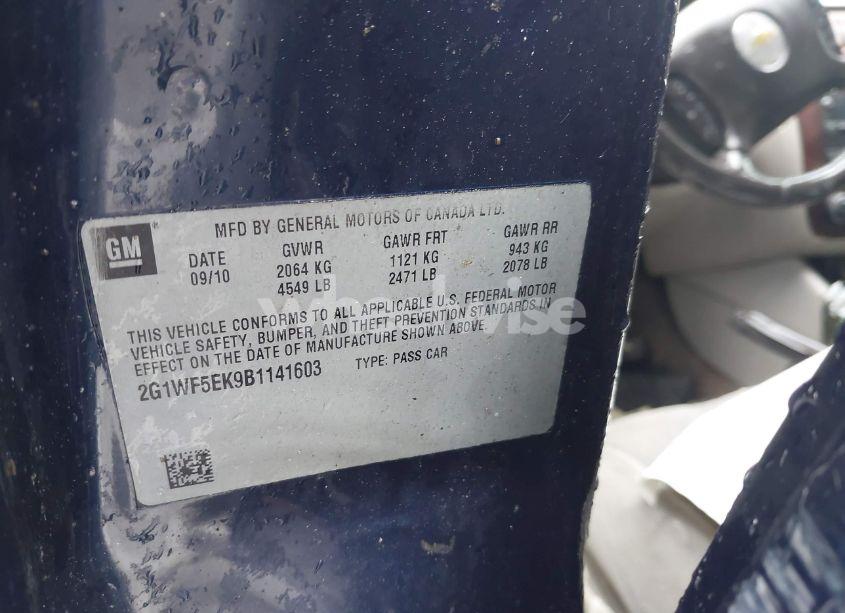 MFD BY GENERAL MOTORS OF CANADA LTD.
GM
DATE GVWR GAWR FRT GAWR RR
09/10 2064 KG 1121 KG 943 KG
4549 LB 2471 LB 2078 LB
THIS VEHICLE CONFORMS TO ALL APPLICABLE U.S. FEDERAL MOTOR
VEHICLE SAFETY, BUMPER, AND THEFT PREVENTION STANDARDS IN
EFFECT ON THE DATE OF MANUFACTURE SHOWN ABOVE.
2G1WF5EK9B1141603 TYPE: PASS CAR